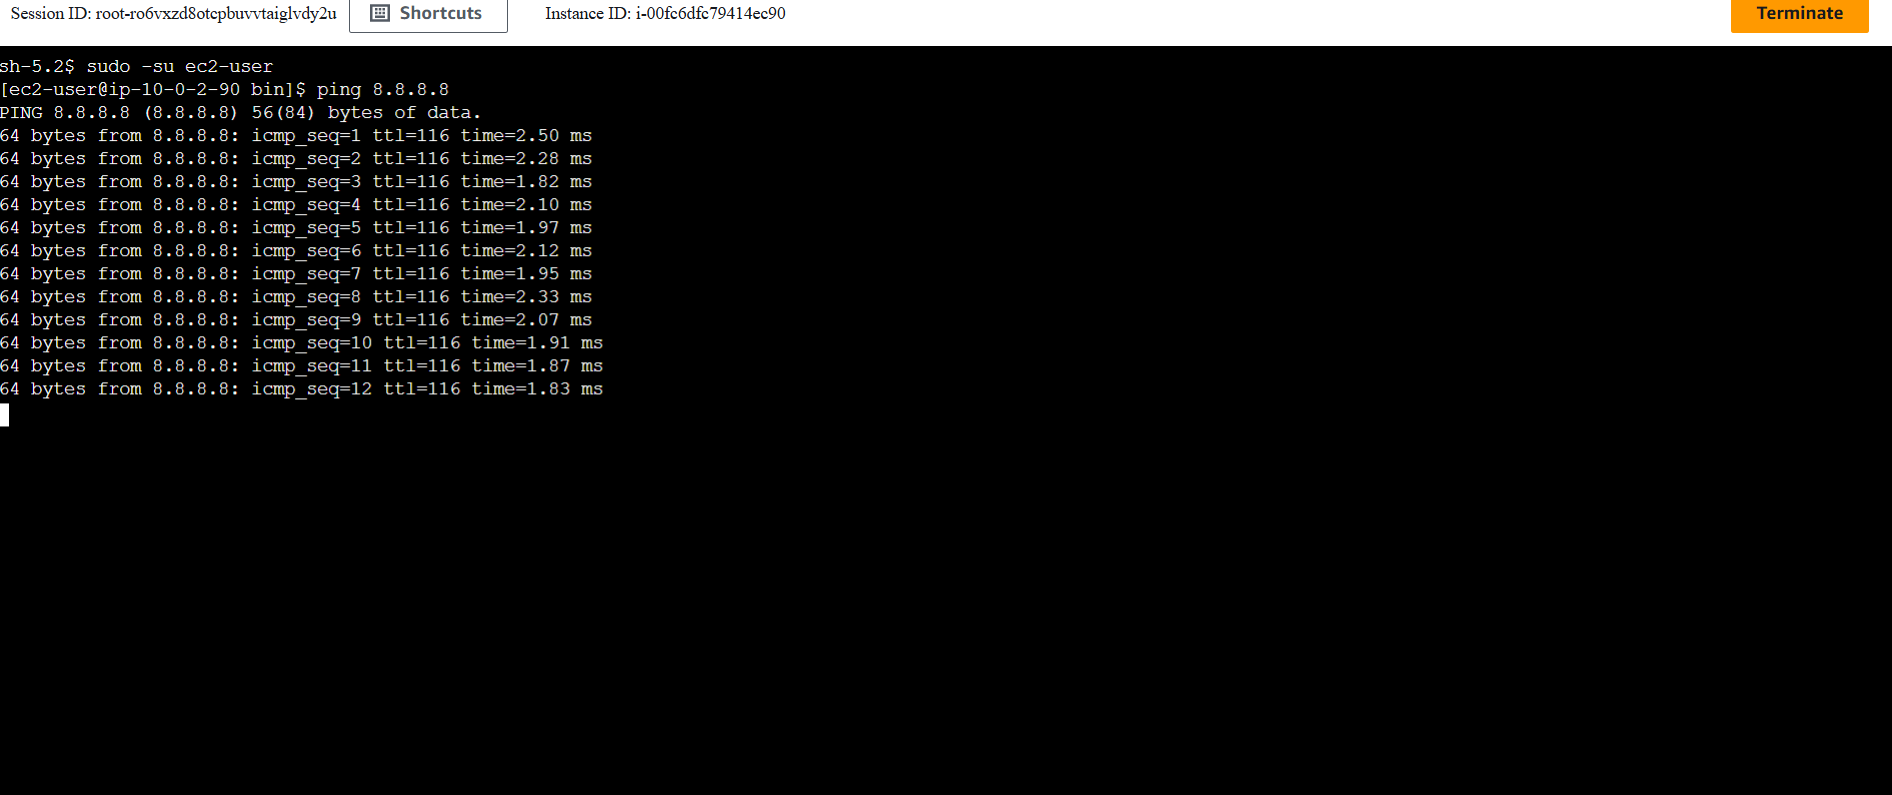 Session ID: root-ro6vxzd8otcpbuvvtaiglvdy2u Shortcuts Instance ID: i-00fc6dfc79414ec90 Terminate
sh-5.2$ sudo -su ec2-user
[ec2-user@ip-10-0-2-90 bin]$ ping 8.8.8.8
PING 8.8.8.8 (8.8.8.8) 56(84) bytes of data.
64 bytes from 8.8.8.8: icmp_seq=1 ttl=116 time=2.50 ms
64 bytes from 8.8.8.8: icmp_seq=2 ttl=116 time=2.28 ms
64 bytes from 8.8.8.8: icmp_seq=3 ttl=116 time=1.82 ms
64 bytes from 8.8.8.8: icmp_seq=4 ttl=116 time=2.10 ms
64 bytes from 8.8.8.8: icmp_seq=5 ttl=116 time=1.97 ms
64 bytes from 8.8.8.8: icmp_seq=6 ttl=116 time=2.12 ms
64 bytes from 8.8.8.8: icmp_seq=7 ttl=116 time=1.95 ms
64 bytes from 8.8.8.8: icmp_seq=8 ttl=116 time=2.33 ms
64 bytes from 8.8.8.8: icmp_seq=9 ttl=116 time=2.07 ms
64 bytes from 8.8.8.8: icmp_seq=10 ttl=116 time=1.91 ms
64 bytes from 8.8.8.8: icmp_seq=11 ttl=116 time=1.87 ms
64 bytes from 8.8.8.8: icmp_seq=12 ttl=116 time=1.83 ms